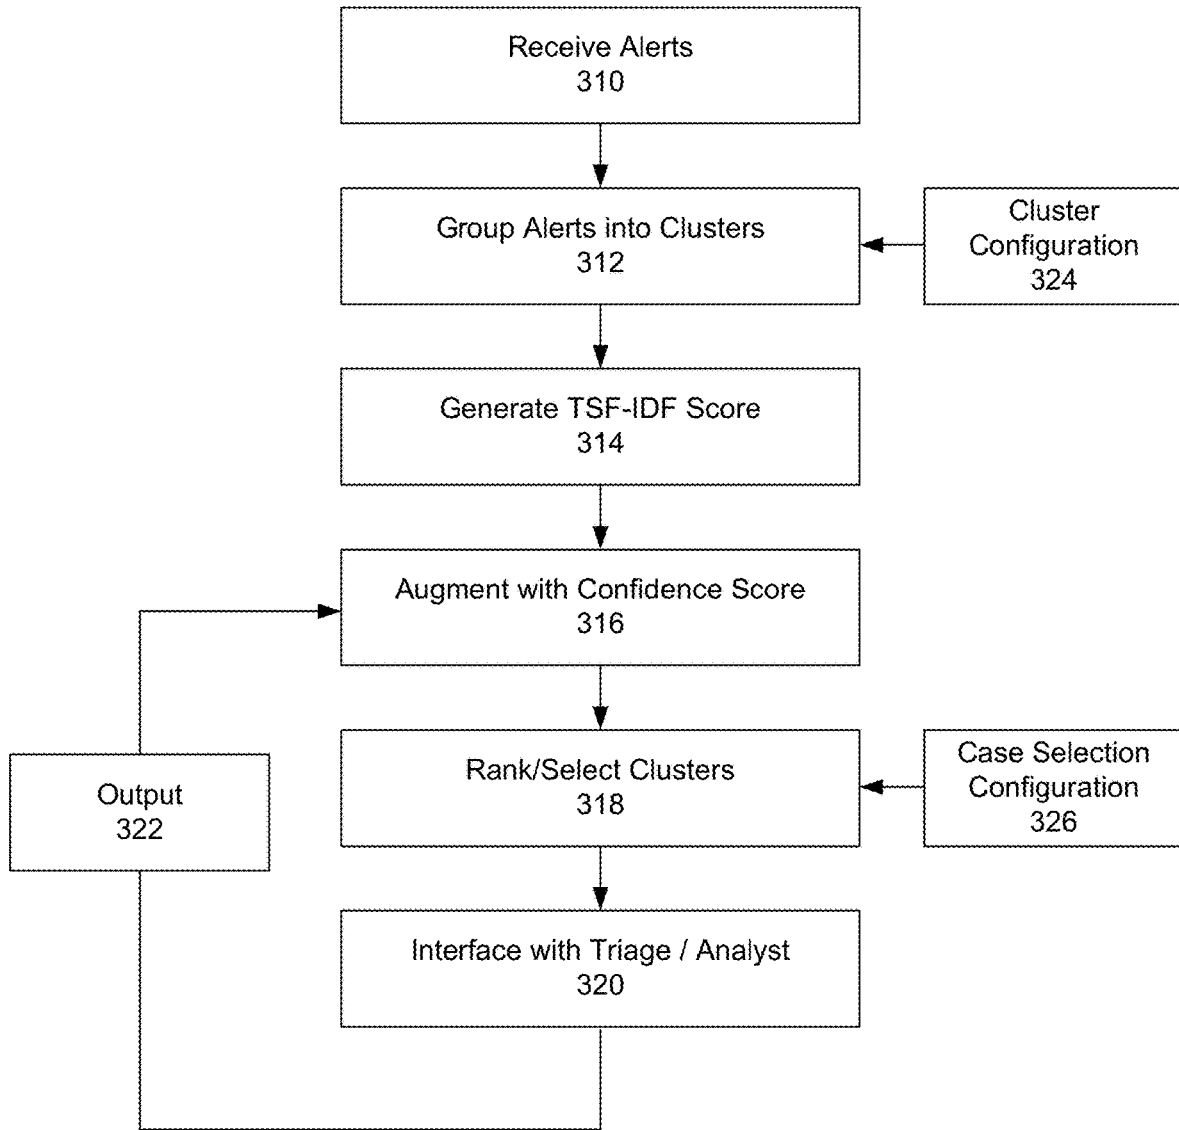 Receive Alerts
310
Group Alerts into Clusters
312
Cluster
Configuration
324
Generate TSF-IDF Score
314
Augment with Confidence Score
316
Rank/Select Clusters
318
Case Selection
Configuration
326
Output
322
Interface with Triage / Analyst
320